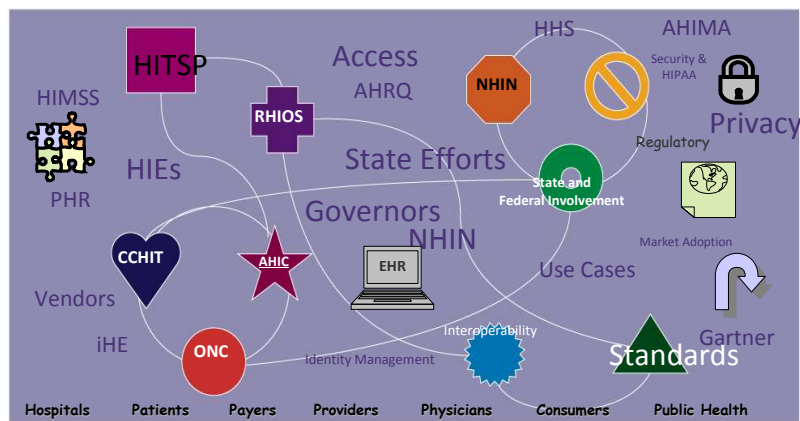 HHS
AHIMA
HITSP
Access
Security &
HIPAA
NHIN
AHRQ
HIMSS
RHIOS
Privacy
Regulatory
HIEs
State Efforts
PHR
State and
Federal Involvement
Governors
NHIN
Market Adoption
CCHIT
AHIC
EHR
Use Cases
Vendors
Interoperability
Gartner
iHE
ONC
Identity Management
Standards
Hospitals
Patients
Payers
Providers
Physicians
Consumers
Public Health